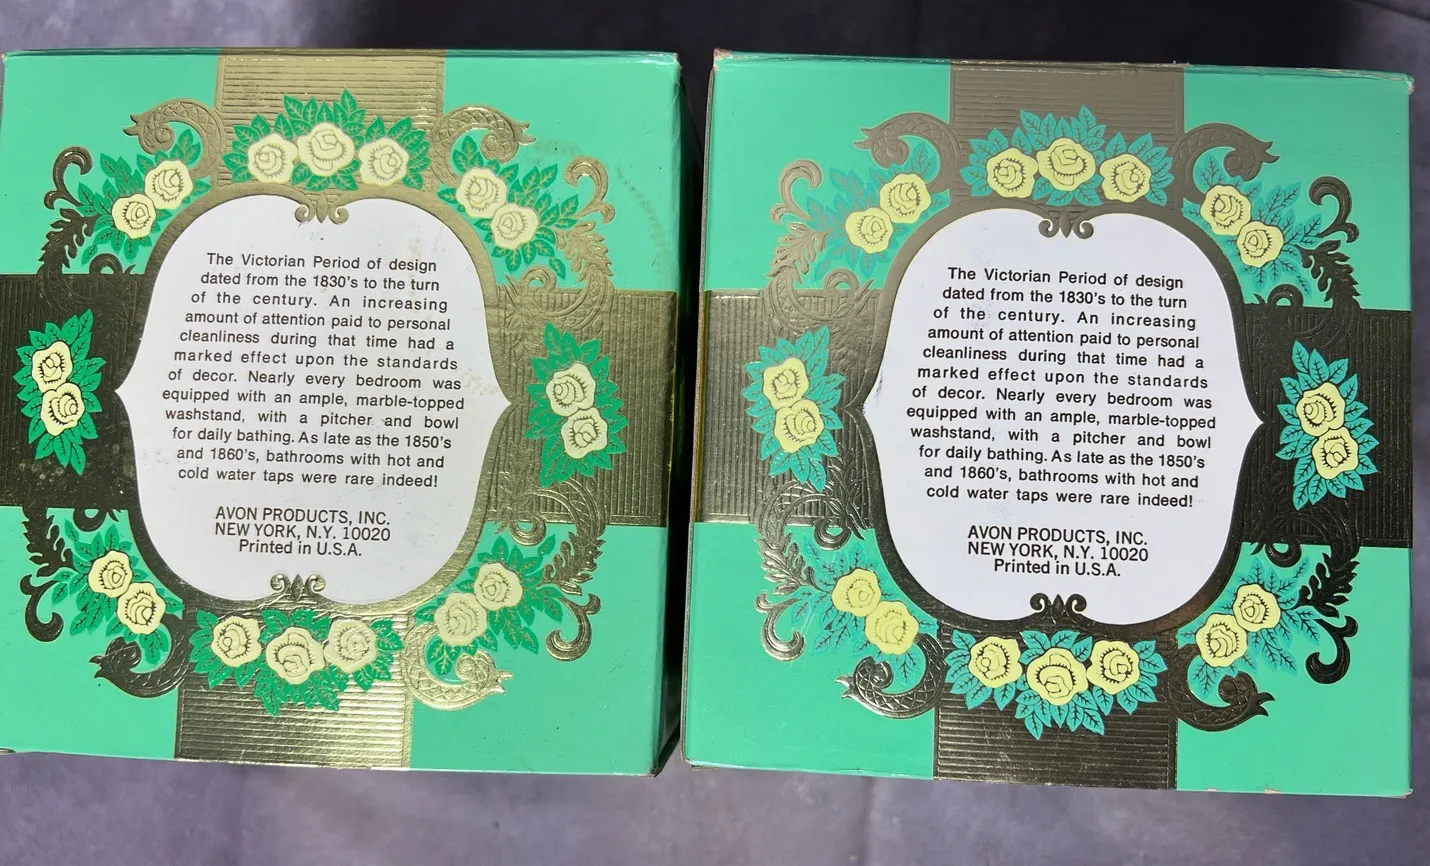 The Victorian Period of design
dated from the 1830's to the turn
of the century. An increasing
amount of attention paid to personal
cleanliness during that time had a
marked effect upon the standards
of decor. Nearly every bedroom was
equipped with an ample, marble-topped
washstand, with a pitcher and bowl
for daily bathing. As late as the 1850's
and 1860's, bathrooms with hot and
cold water taps were rare indeed!
AVON PRODUCTS, INC.
NEW YORK, N.Y. 10020
Printed in U.S.A.
The Victorian Period of design
dated from the 1830's to the turn
of the century. An increasing
amount of attention paid to personal
cleanliness during that time had a
marked effect upon the standards
of decor. Nearly every bedroom was
equipped with an ample, marble-topped
washstand, with a pitcher and bowl
for daily bathing. As late as the 1850's
and 1860's, bathrooms with hot and
cold water taps were rare indeed!
AVON PRODUCTS, INC.
NEW YORK, N.Y. 10020
Printed in U.S.A.